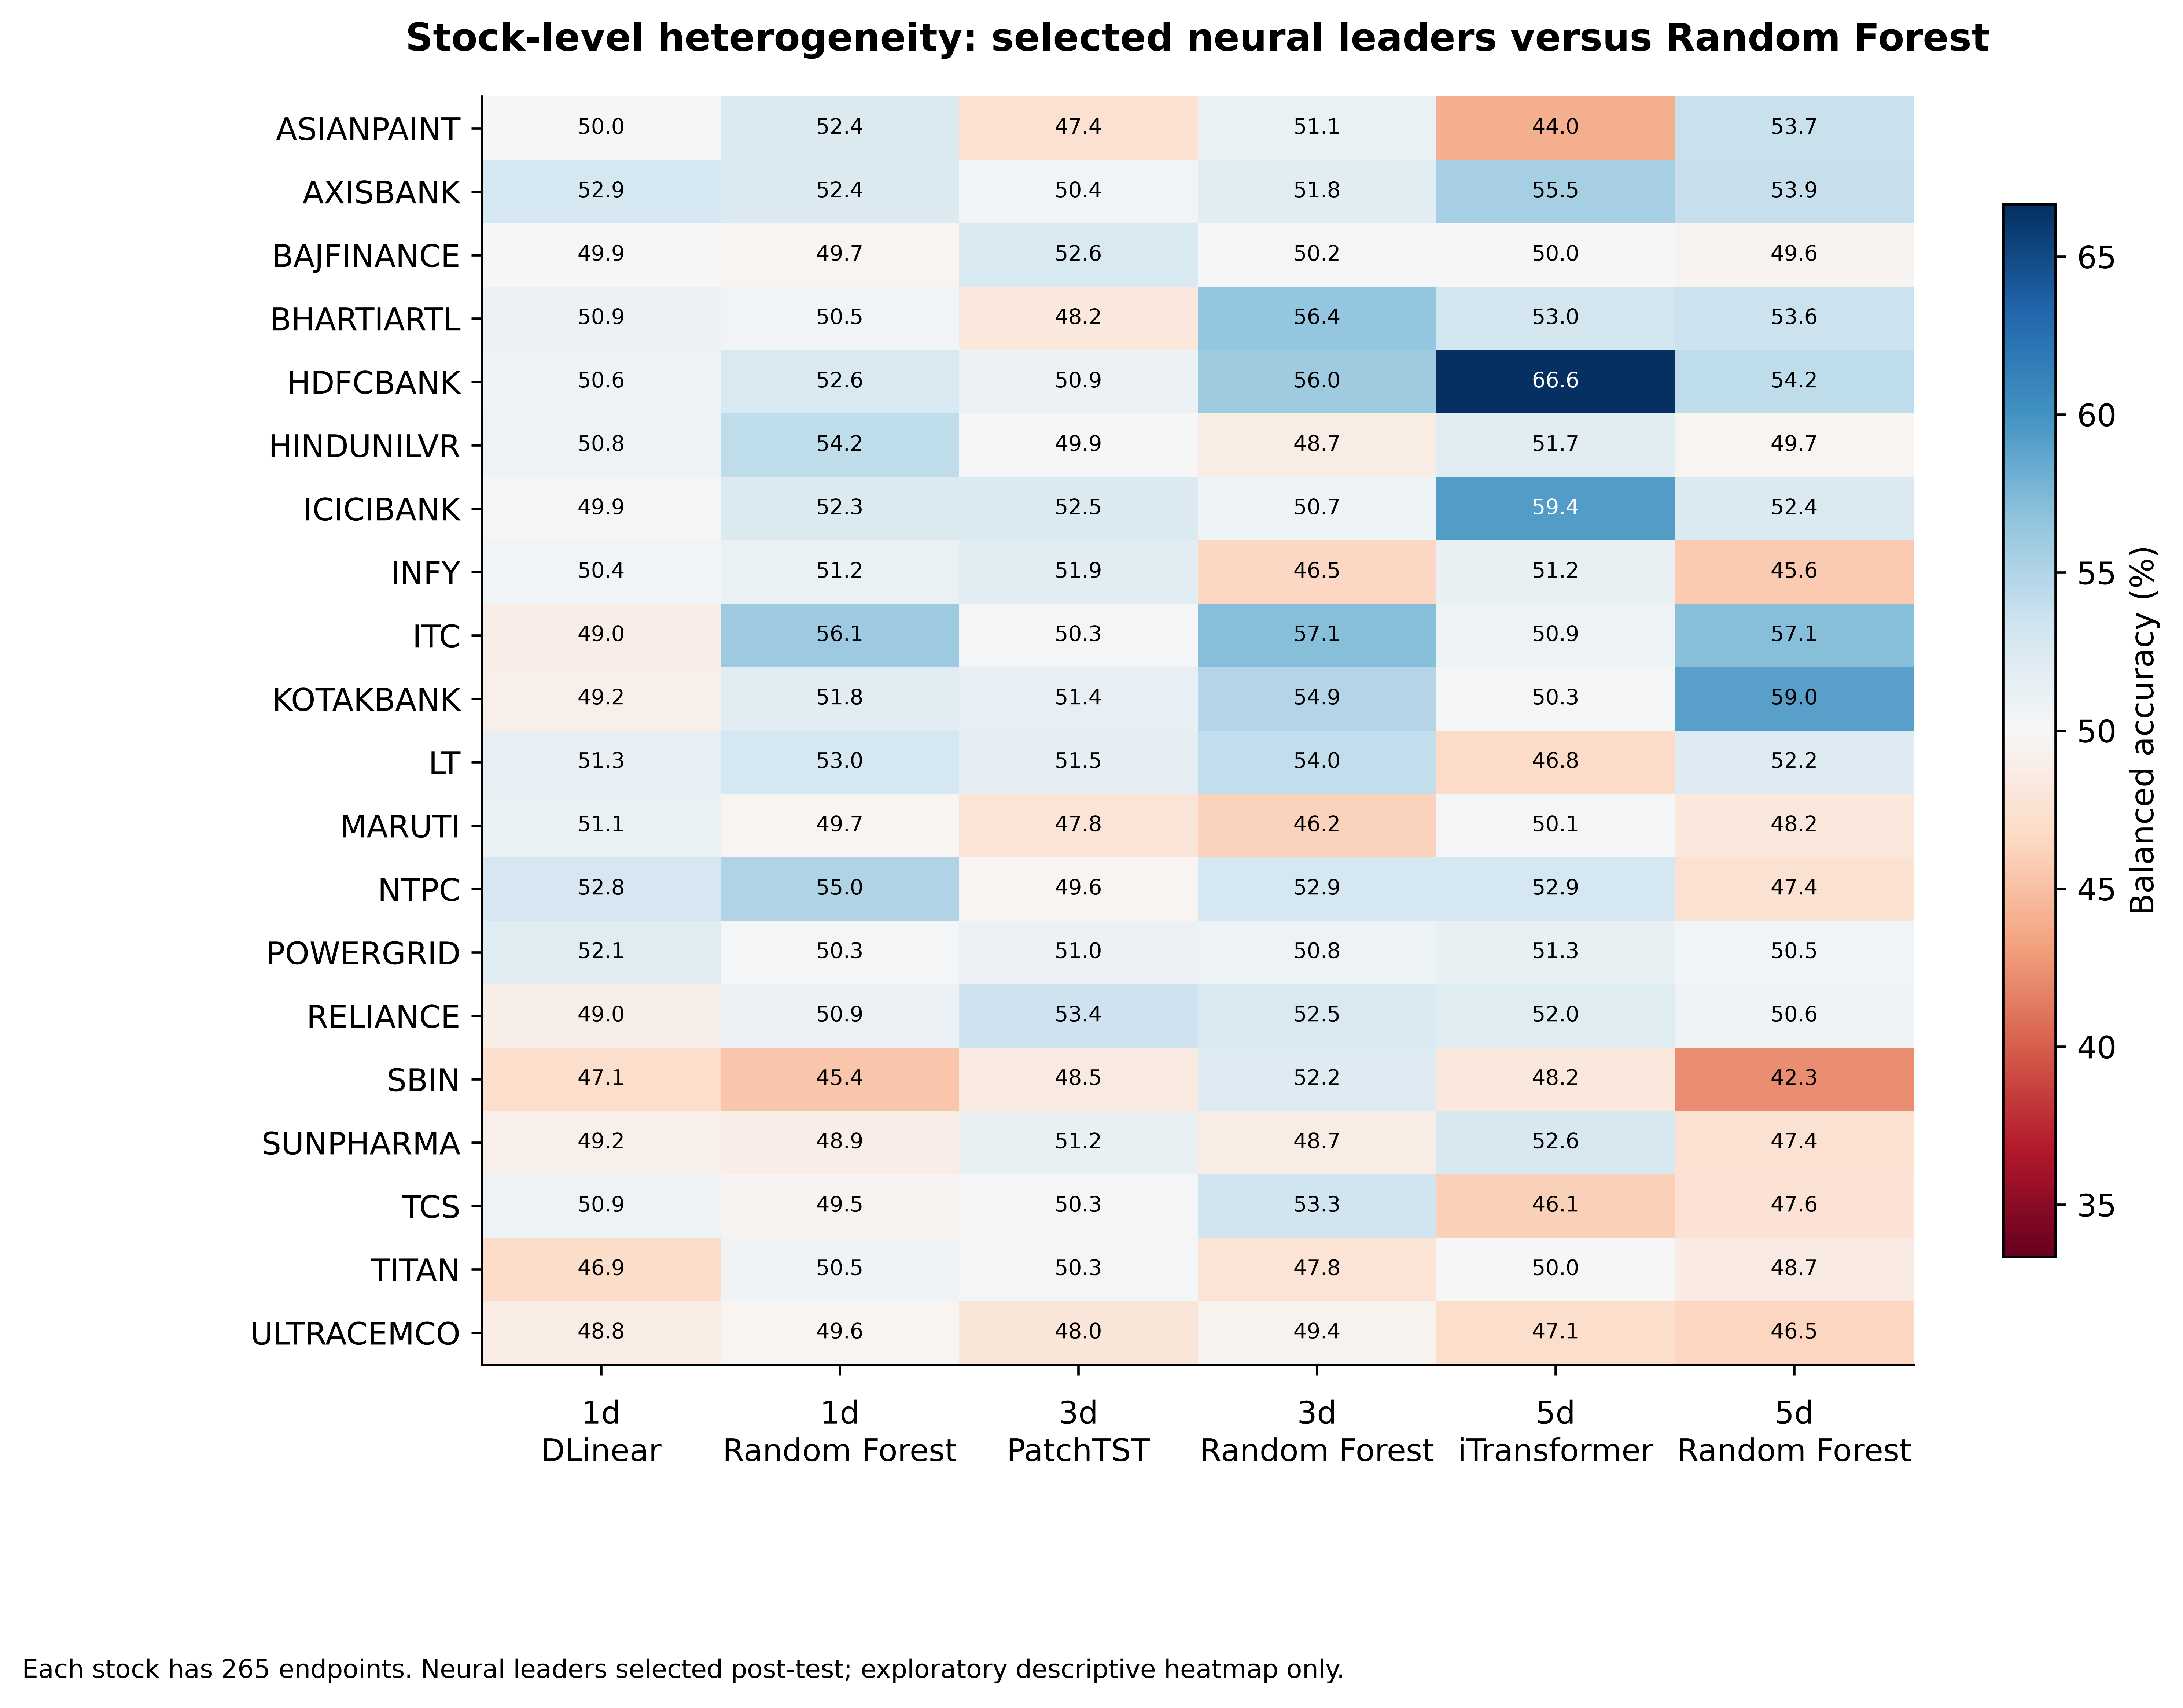 Stock-level heterogeneity: selected neural leaders versus Random Forest
ASIANPAINT 50.0 52.4 47.4 51.1 44.0 53.7
AXISBANK 52.9 52.4 50.4 51.8 55.5 53.9
BAJFINANCE 49.9 49.7 52.6 50.2 50.0 49.6
BHARTIARTL 50.9 50.5 48.2 56.4 53.0 53.6
HDFCBANK 50.6 52.6 50.9 56.0 66.6 54.2
HINDUNILVR 50.8 54.2 49.9 48.7 51.7 49.7
ICICIBANK 49.9 52.3 52.5 50.7 59.4 52.4
INFY 50.4 51.2 51.9 46.5 51.2 45.6
ITC 49.0 56.1 50.3 57.1 50.9 57.1
KOTAKBANK 49.2 51.8 51.4 54.9 50.3 59.0
LT 51.3 53.0 51.5 54.0 46.8 52.2
MARUTI 51.1 49.7 47.8 46.2 50.1 48.2
NTPC 52.8 55.0 49.6 52.9 52.9 47.4
POWERGRID 52.1 50.3 51.0 50.8 51.3 50.5
RELIANCE 49.0 50.9 53.4 52.5 52.0 50.6
SBIN 47.1 45.4 48.5 52.2 48.2 42.3
SUNPHARMA 49.2 48.9 51.2 48.7 52.6 47.4
TCS 50.9 49.5 50.3 53.3 46.1 47.6
TITAN 46.9 50.5 50.3 47.8 50.0 48.7
ULTRACEMCO 48.8 49.6 48.0 49.4 47.1 46.5
1d 1d 3d 3d 5d 5d
DLinear Random Forest PatchTST Random Forest iTransformer Random Forest
65
60
55
50
45
40
35
Balanced accuracy (%)
Each stock has 265 endpoints. Neural leaders selected post-test; exploratory descriptive heatmap only.